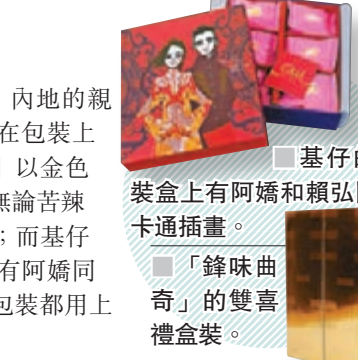 內地的親
在包裝上
以金色
無論苦辣
；而基仔
有阿嬌同
包裝都用上
■基仔
裝盒上有阿嬌和賴弘
卡通插畫。
■「鋒味曲
奇」的雙喜
禮盒裝。